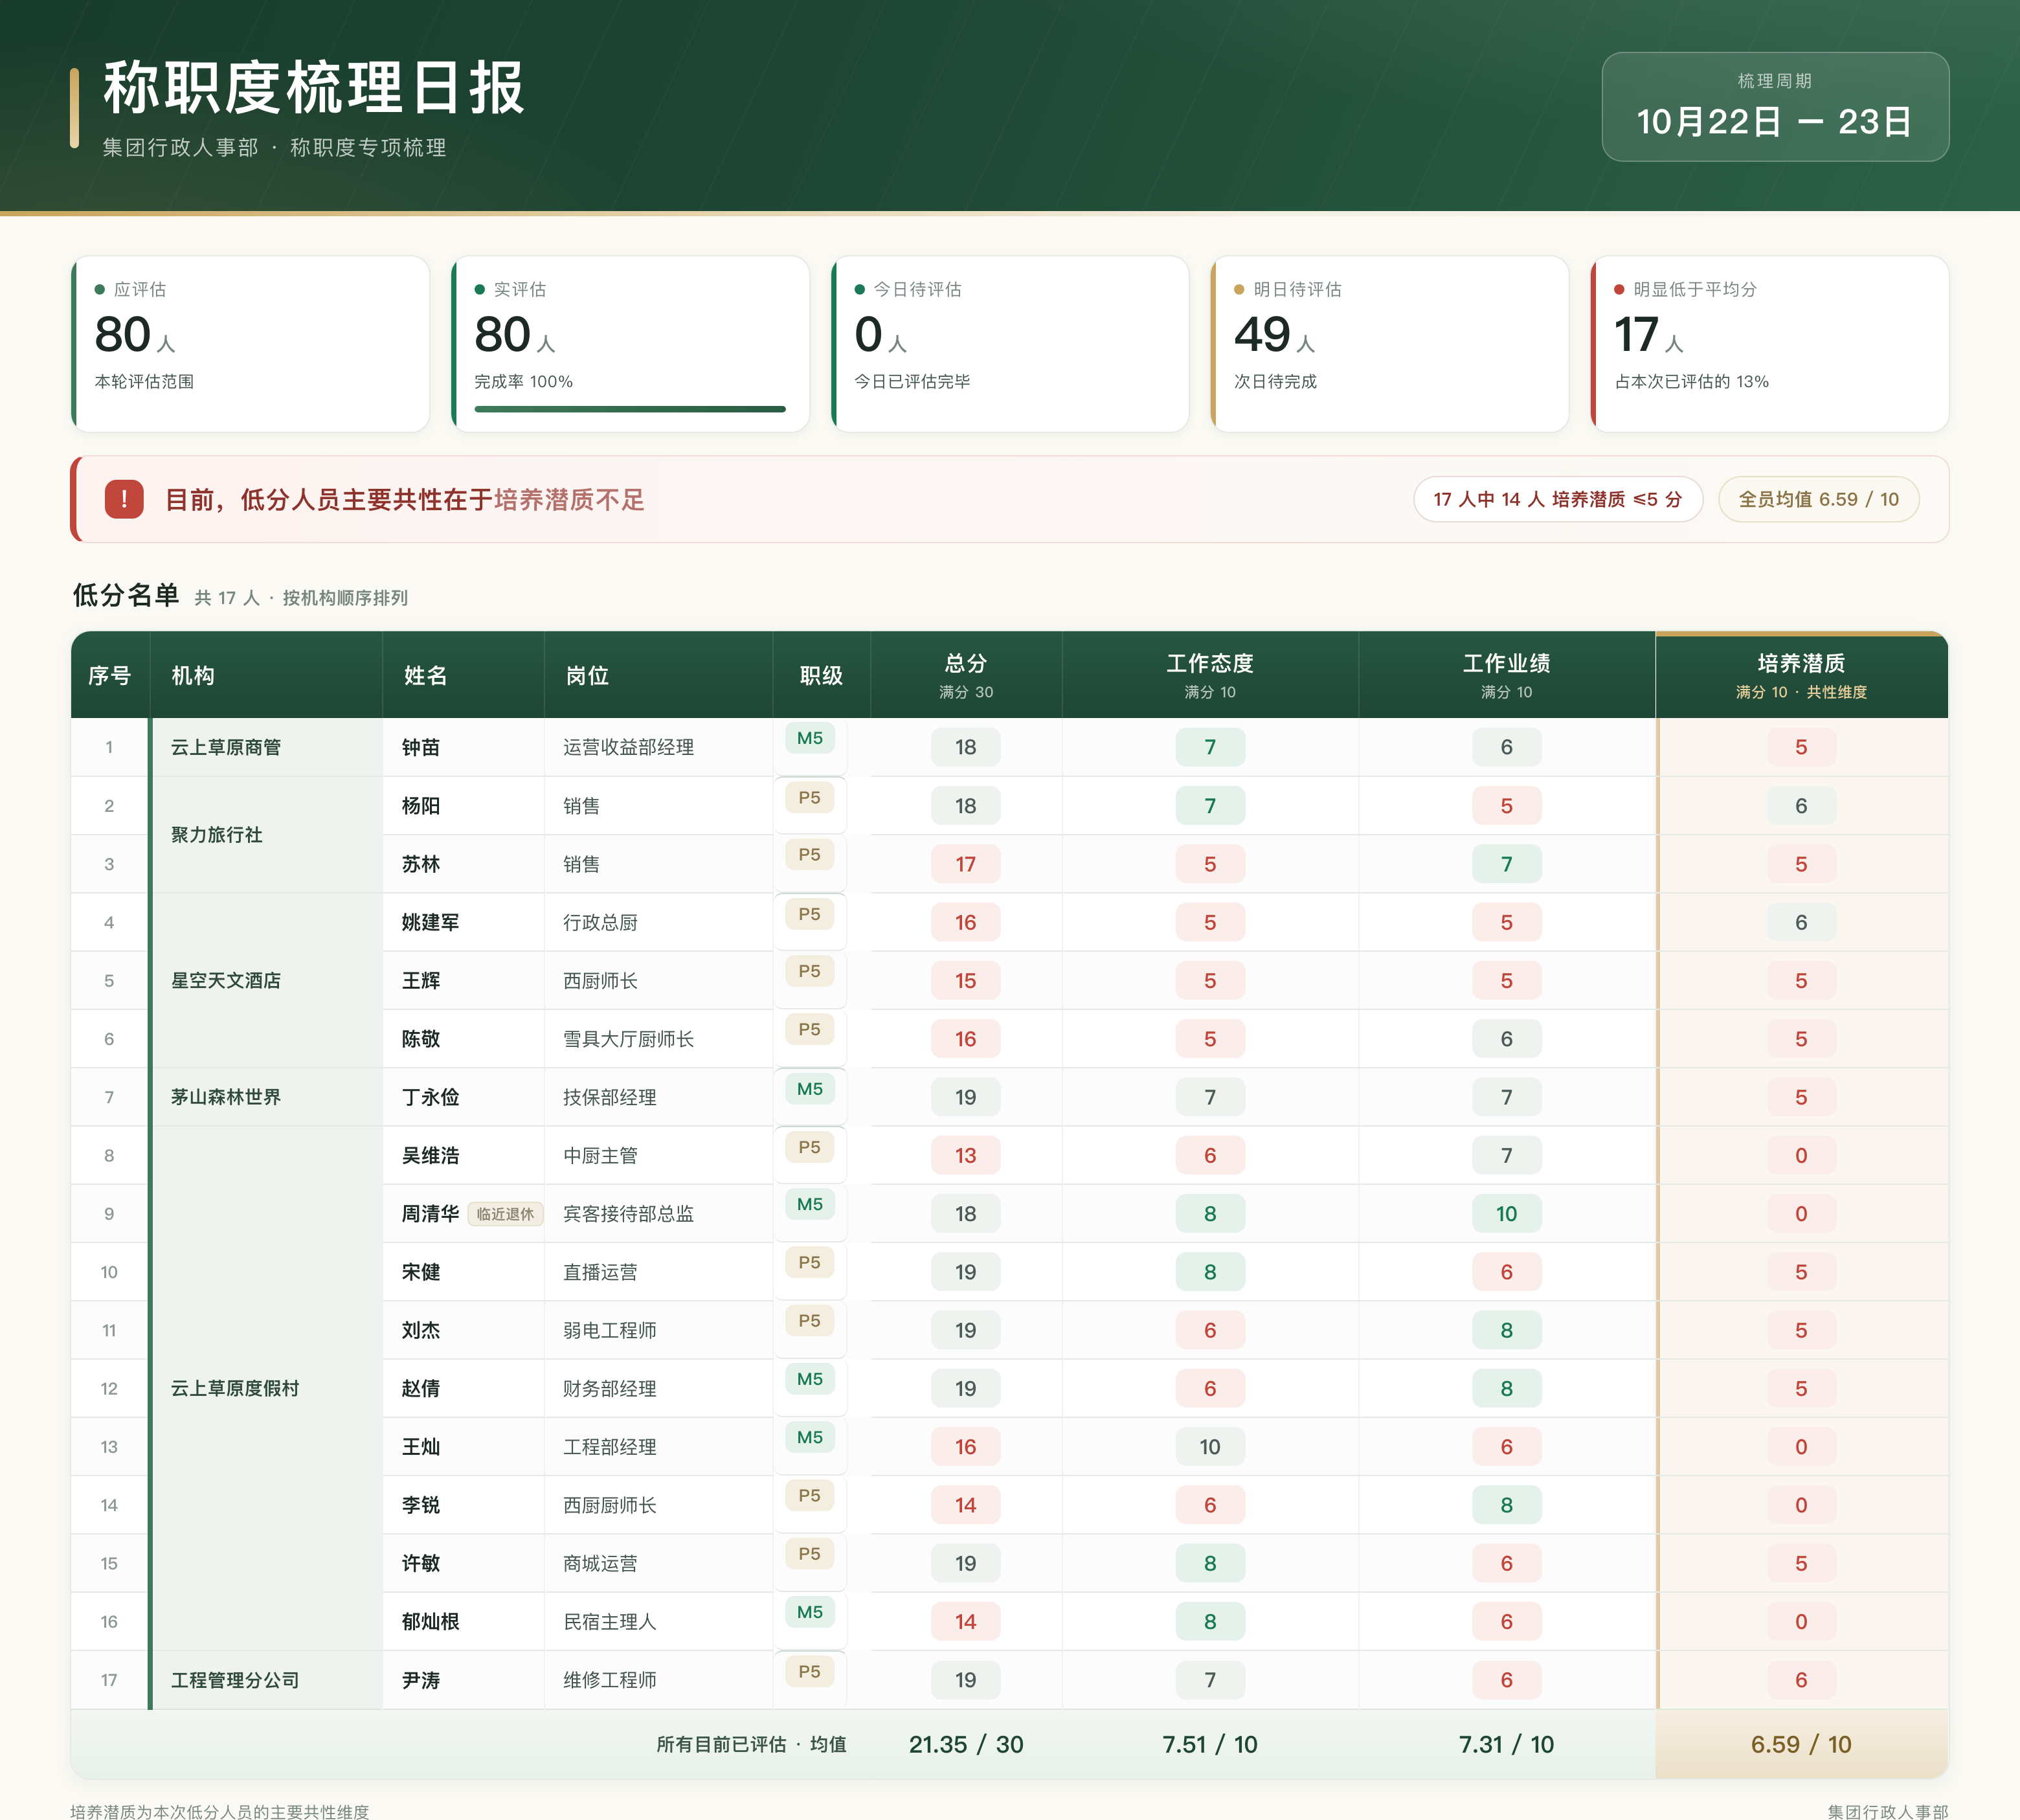 称职度梳理日报
集团行政人事部 · 称职度专项梳理
梳理周期
10月22日 — 23日
应评估
80 人
本轮评估范围
实评估
80 人
完成率 100%
今日待评估
0 人
今日已评估完毕
明日待评估
49 人
次日待完成
明显低于平均分
17 人
占本次已评估的 13%
! 目前，低分人员主要共性在于培养潜质不足
17 人中 14 人 培养潜质 ≤5 分
全员均值 6.59 / 10
低分名单 共 17 人 · 按机构顺序排列
序号 机构 姓名 岗位 职级 总分 工作态度 工作业绩 培养潜质
满分 30 满分 10 满分 10 满分 10 · 共性维度
1 云上草原商管 钟苗 运营收益部经理 M5 18 7 6 5
2 聚力旅行社 杨阳 销售 P5 18 7 5 6
3 苏林 销售 P5 17 5 7 5
4 星空天文酒店 姚建军 行政总厨 P5 16 5 5 6
5 王辉 西厨师长 P5 15 5 5 5
6 陈敬 雪具大厅厨师长 P5 16 5 6 5
7 茅山森林世界 丁永俭 技保部经理 M5 19 7 7 5
8 云上草原度假村 吴维浩 中厨主管 P5 13 6 7 0
9 周清华 临近退休 宾客接待部总监 M5 18 8 10 0
10 宋健 直播运营 P5 19 8 6 5
11 刘杰 弱电工程师 P5 19 6 8 5
12 赵倩 财务部经理 M5 19 6 8 5
13 王灿 工程部经理 M5 16 10 6 0
14 李锐 西厨厨师长 P5 14 6 8 0
15 许敏 商城运营 P5 19 8 6 5
16 郁灿根 民宿主理人 M5 14 8 6 0
17 工程管理分公司 尹涛 维修工程师 P5 19 7 6 6
所有目前已评估 · 均值 21.35 / 30 7.51 / 10 7.31 / 10 6.59 / 10
培养潜质为本次低分人员的主要共性维度
集团行政人事部